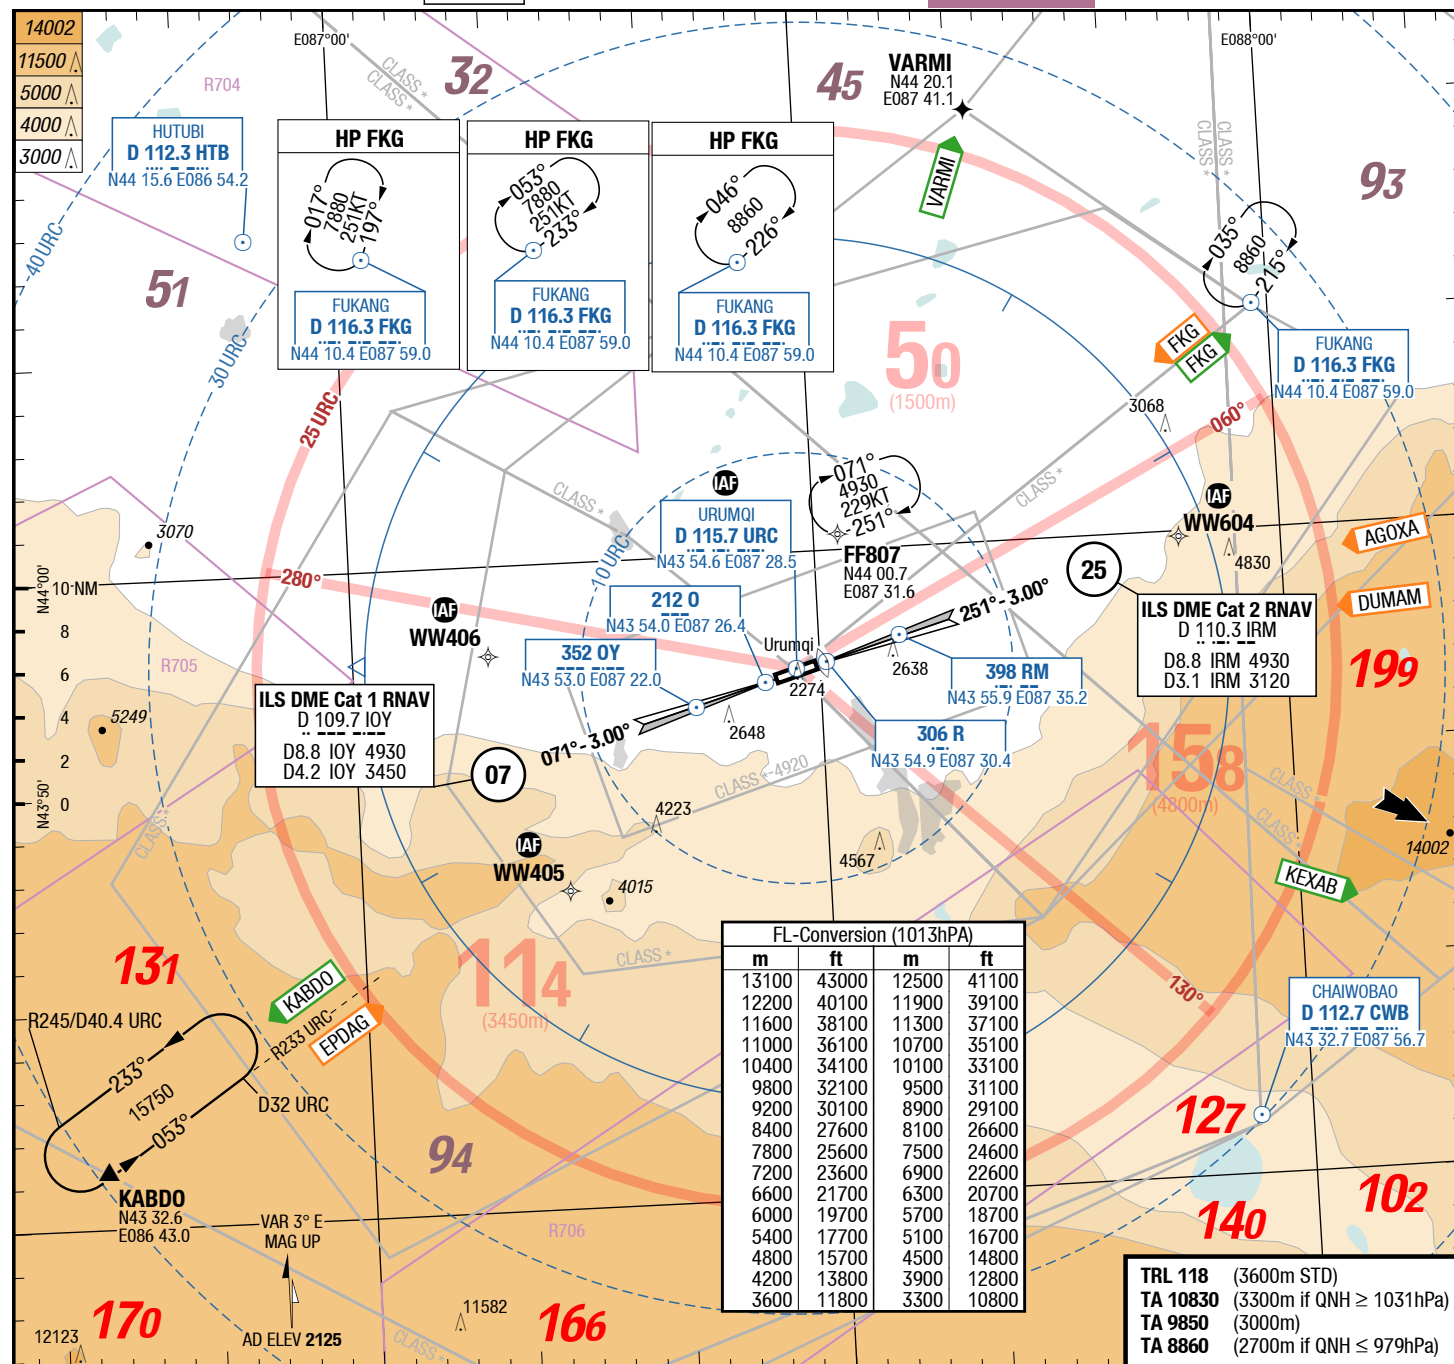 14002
11500
5000
4000
3000
E087°00'
E088°00'
R704
CLASS *
CLASS *
32
45
VARMI
N44 20.1
E087 41.1
CLASS *
CLASS *
93
HUTUBI
D 112.3 HTB
N44 15.6 E086 54.2
HP FKG
017°
7880
251KT
197°
FUKANG
D 116.3 FKG
N44 10.4 E087 59.0
HP FKG
053°
7880
251KT
233°
FUKANG
D 116.3 FKG
N44 10.4 E087 59.0
HP FKG
046°
8860
226°
FUKANG
D 116.3 FKG
N44 10.4 E087 59.0
VARMI
40 URC
51
30 URC
25 URC
035°
8860
215°
FKG
FKG
FUKANG
D 116.3 FKG
N44 10.4 E087 59.0
50
(1500m)
3068
060°
CLASS *
CLASS *
IAF
URUMQI
D 115.7 URC
N43 54.6 E087 28.5
071°
4930
229KT
251°
FF807
N44 00.7
E087 31.6
IAF
WW604
4830
AGOXA
DUMAM
3070
N44°00'
10 NM
8
6
4
2
0
N43°50'
280°
10 URC
25
251°- 3.00°
ILS DME Cat 2 RNAV
D 110.3 IRM
D8.8 IRM 4930
D3.1 IRM 3120
IAF
WW406
212 O
N43 54.0 E087 26.4
352 OY
N43 53.0 E087 22.0
Urumqi
2274
2638
398 RM
N43 55.9 E087 35.2
306 R
N43 54.9 E087 30.4
199
R705
5249
ILS DME Cat 1 RNAV
D 109.7 IOY
D8.8 IOY 4930
D4.2 IOY 3450
07
071°- 3.00°
2648
CLASS *-4920
158
(4800m)
CLASS *
CLASS *
CLASS *
14002
4223
4567
IAF
WW405
4015
KEXAB
131
114
(3450m)
CLASS *
KABDO
EPDAG
R233 URC
R245/D40.4 URC
233°
15750
053°
D32 URC
KABDO
N43 32.6
E086 43.0
94
130°
CHAIWOBAO
D 112.7 CWB
N43 32.7 E087 56.7
127
140
102
FL-Conversion (1013hPA)
m ft m ft
13100 43000 12500 41100
12200 40100 11900 39100
11600 38100 11300 37100
11000 36100 10700 35100
10400 34100 10100 33100
9800 32100 9500 31100
9200 30100 8900 29100
8400 27600 8100 26600
7800 25600 7500 24600
7200 23600 6900 22600
6600 21700 6300 20700
6000 19700 5700 18700
5400 17700 5100 16700
4800 15700 4500 14800
4200 13800 3900 12800
3600 11800 3300 10800
VAR 3° E
MAG UP
R706
AD ELEV 2125
170
12123
11582
166
CLASS *
TRL 118 (3600m STD)
TA 10830 (3300m if QNH ≥ 1031hPa)
TA 9850 (3000m)
TA 8860 (2700m if QNH ≤ 979hPa)